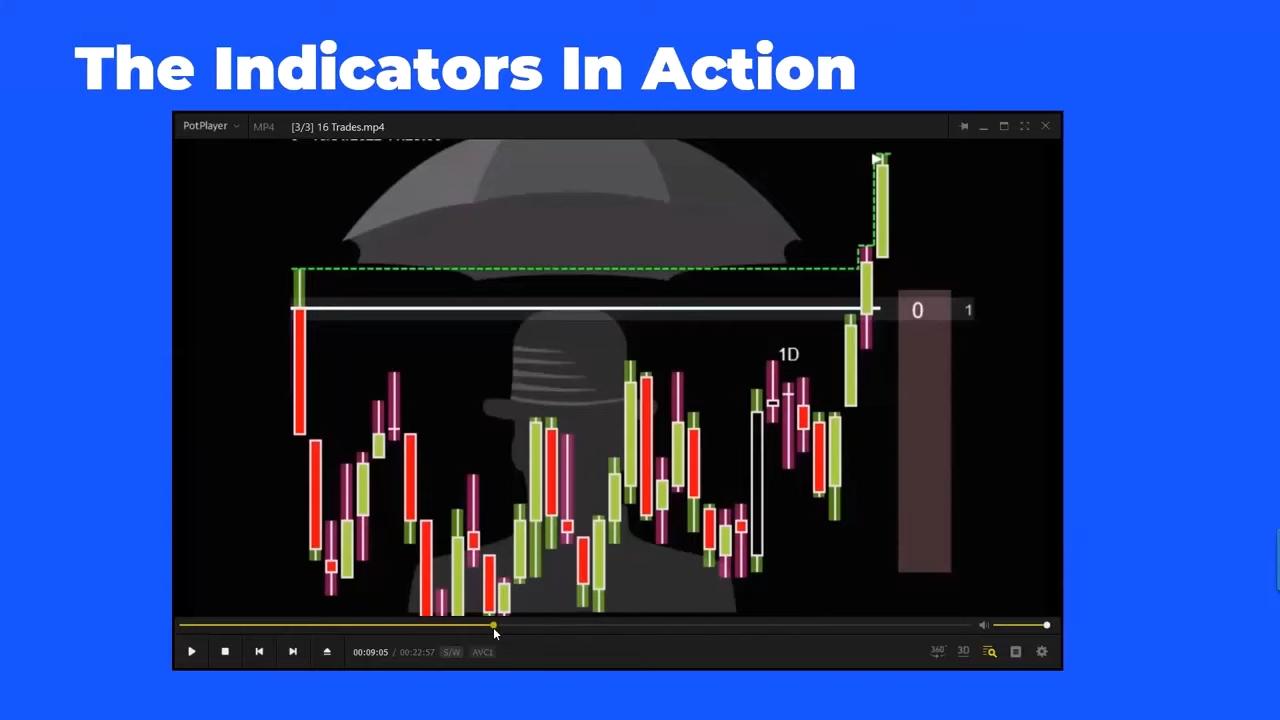 The Indicators In Action
PotPlayer MP4 [3/3] 16 Trades.mp4
0 1
1D
00:09:05 / 00:22:57 S/W AVC1 360° 3D